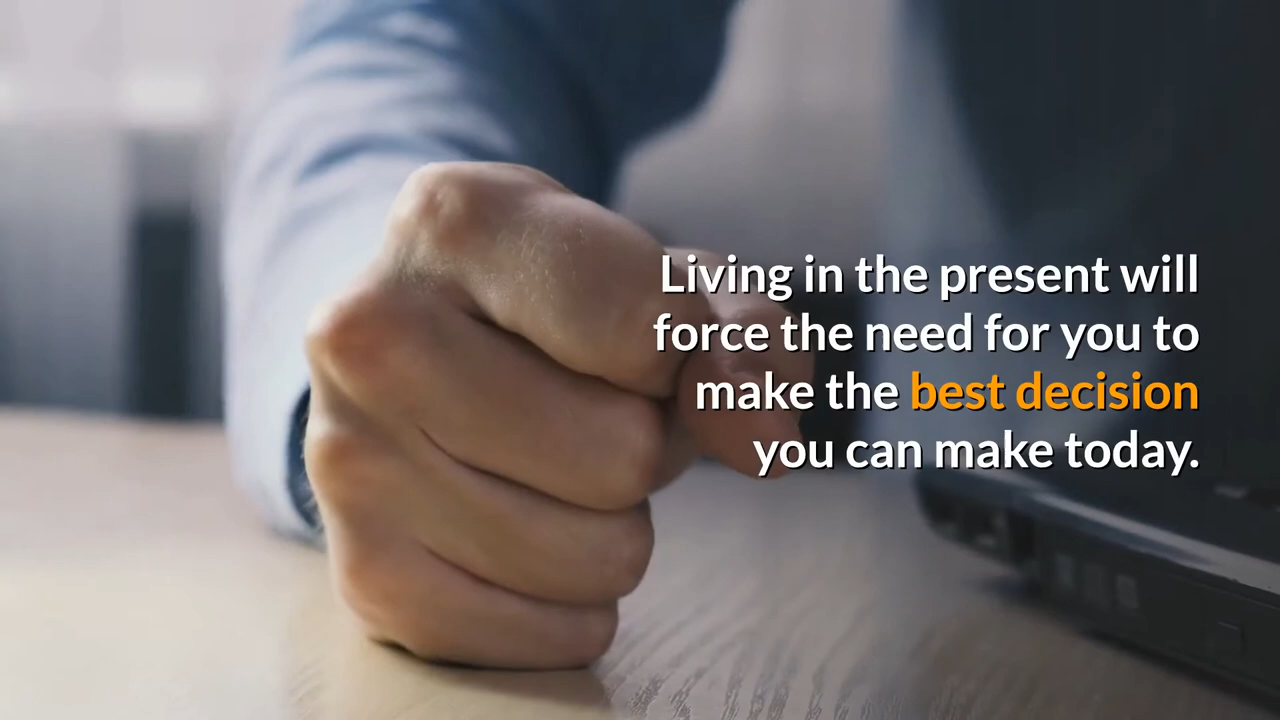 Living in the present will
force the need for you to
make the best decision
you can make today.